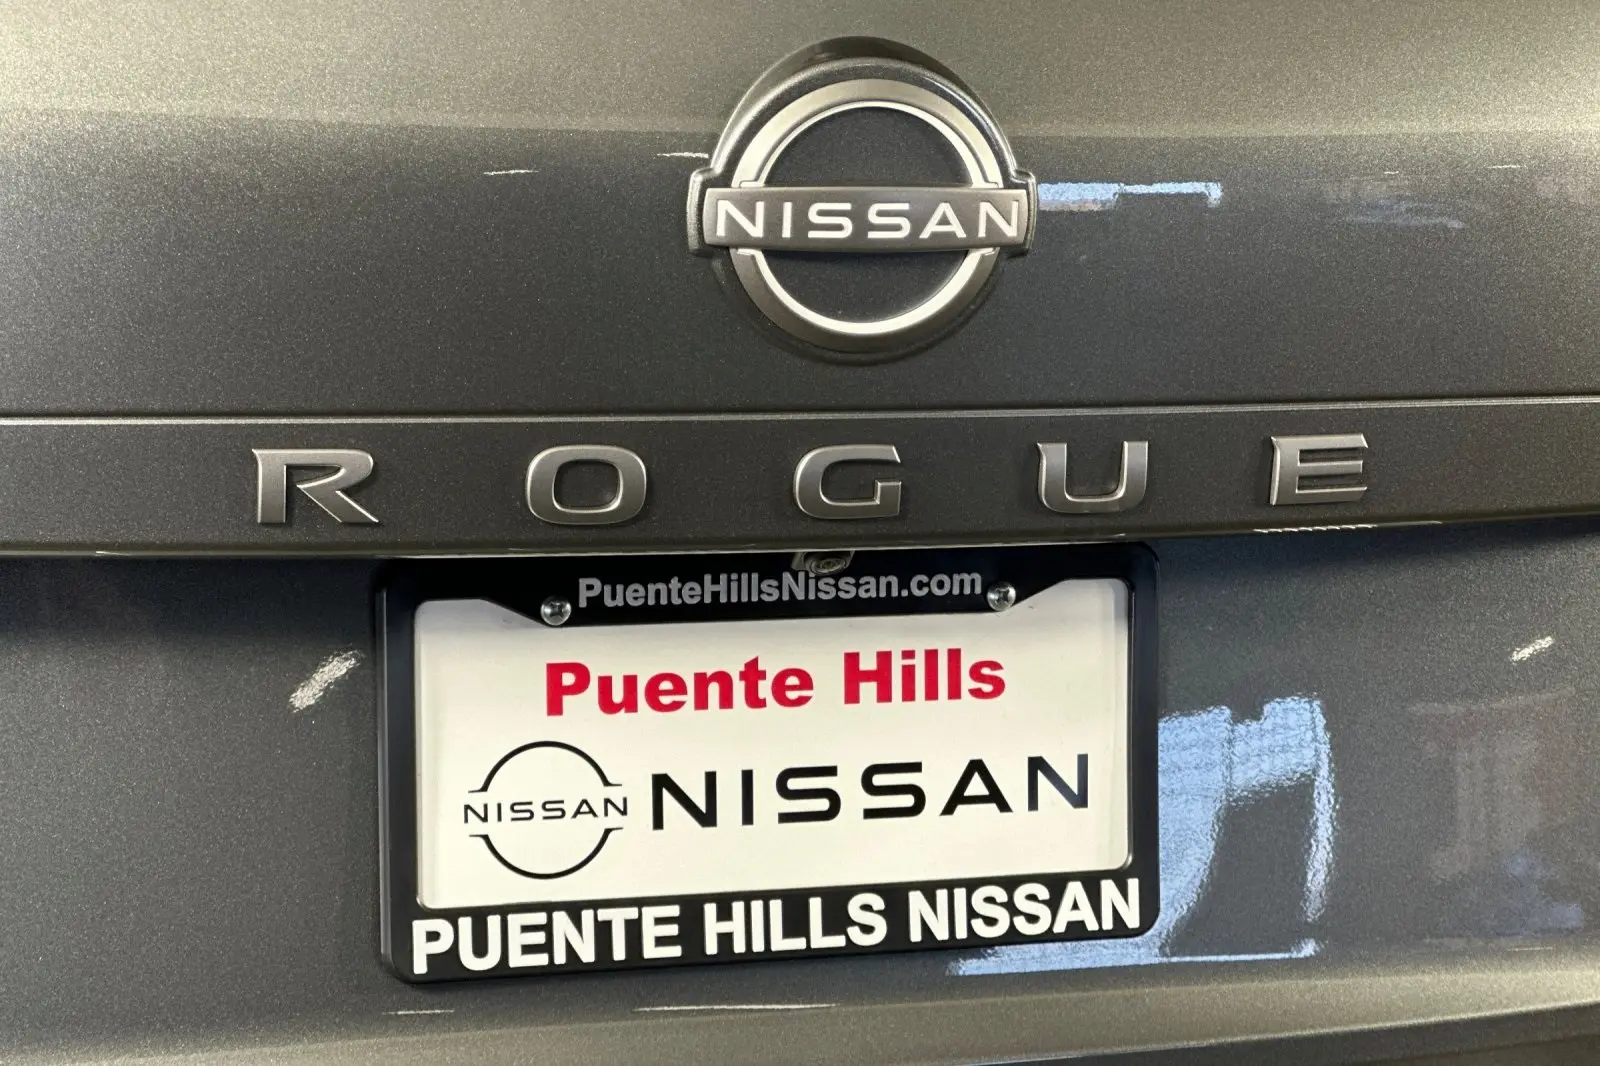 NISSAN
ROGUE
PuenteHillsNissan.com
Puente Hills
NISSAN NISSAN
PUENTE HILLS NISSAN